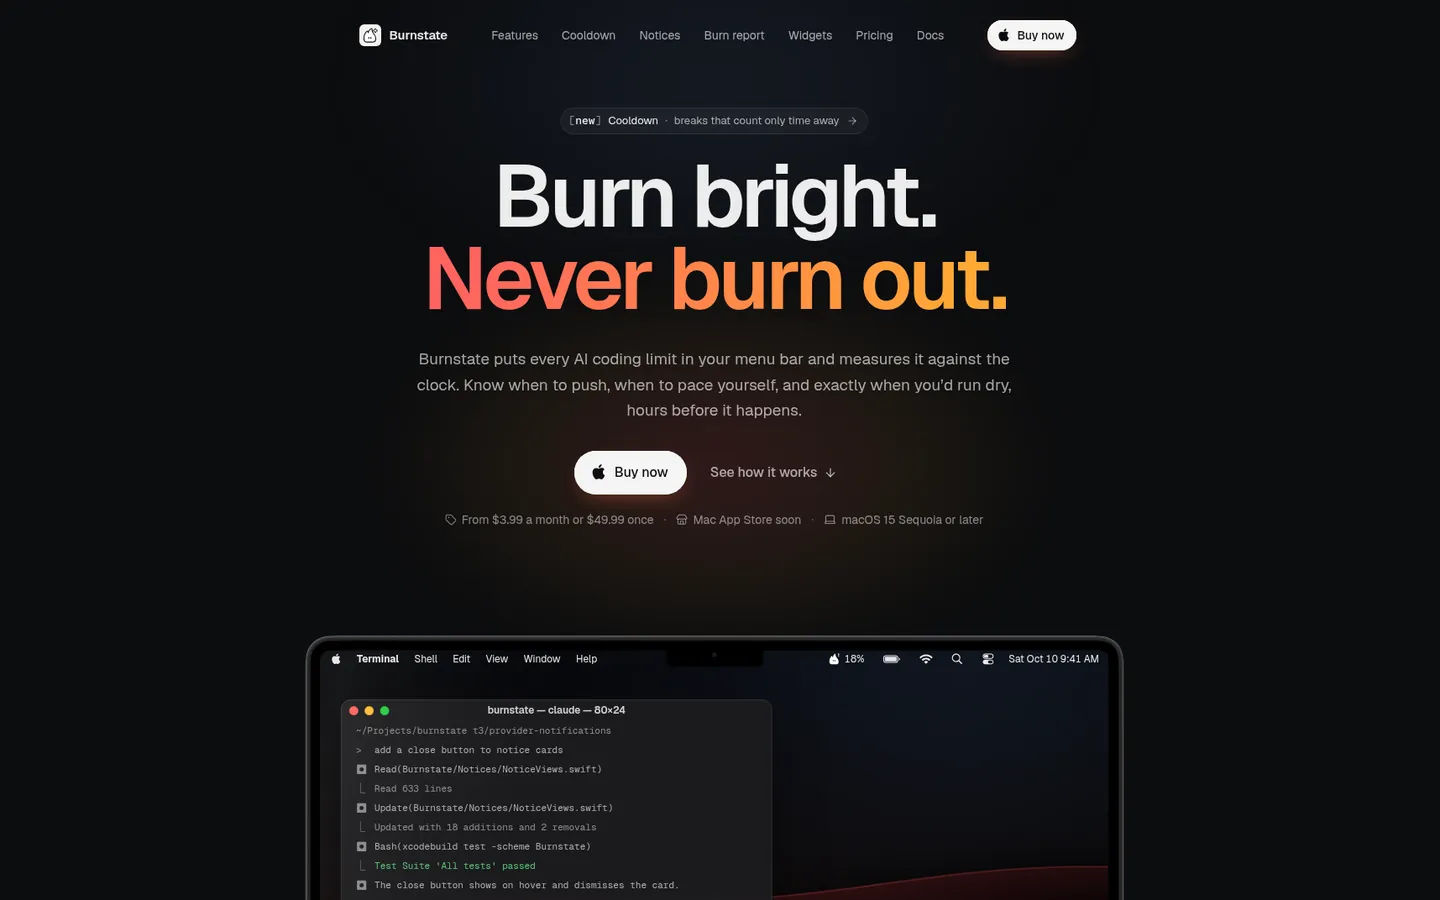 Burnstate
Features
Cooldown
Notices
Burn report
Widgets
Pricing
Docs
Buy now
[new] Cooldown · breaks that count only time away →
Burn bright.
Never burn out.
Burnstate puts every AI coding limit in your menu bar and measures it against the
clock. Know when to push, when to pace yourself, and exactly when you'd run dry,
hours before it happens.
Buy now
See how it works ↓
From $3.99 a month or $49.99 once · Mac App Store soon · macOS 15 Sequoia or later
Terminal Shell Edit View Window Help
18%
Sat Oct 10 9:41 AM
burnstate — claude — 80×24
~/Projects/burnstate t3/provider-notifications
> add a close button to notice cards
Read(Burnstate/Notices/NoticeViews.swift)
Read 633 lines
Update(Burnstate/Notices/NoticeViews.swift)
Updated with 18 additions and 2 removals
Bash(xcodebuild test -scheme Burnstate)
Test Suite 'All tests' passed
The close button shows on hover and dismisses the card.